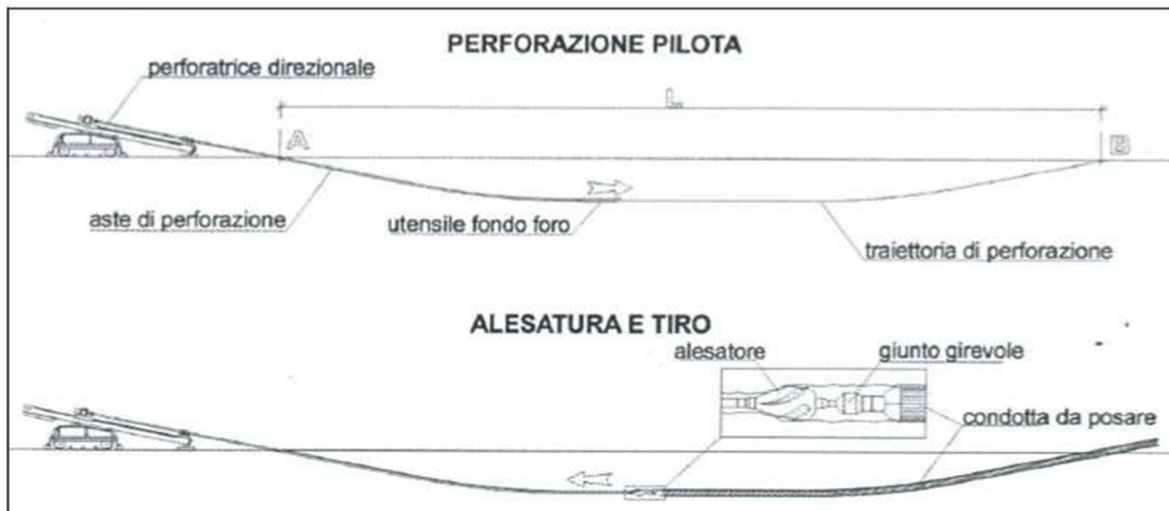 PERFORAZIONE PILOTA
perforatrice direzionale
L
A
B
aste di perforazione
utensile fondo foro
traiettoria di perforazione
ALESATURA E TIRO
alesatore
giunto girevole
condotta da posare